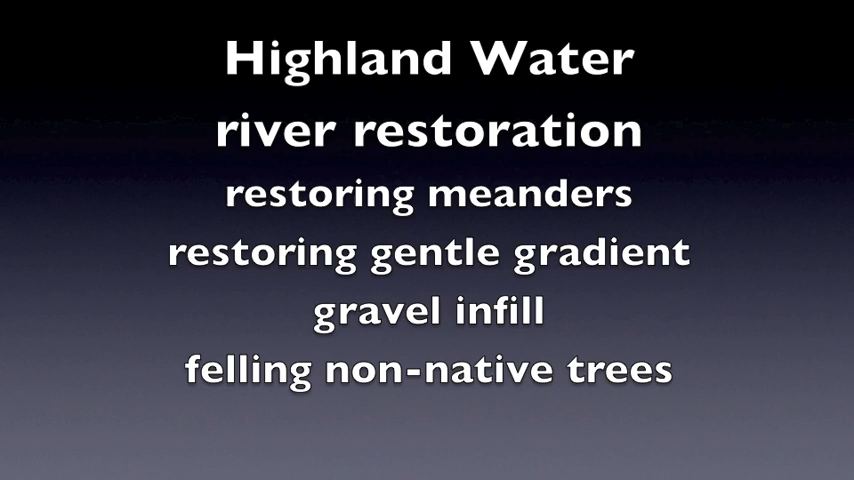 Highland Water
river restoration
restoring meanders
restoring gentle gradient
gravel infill
felling non-native trees